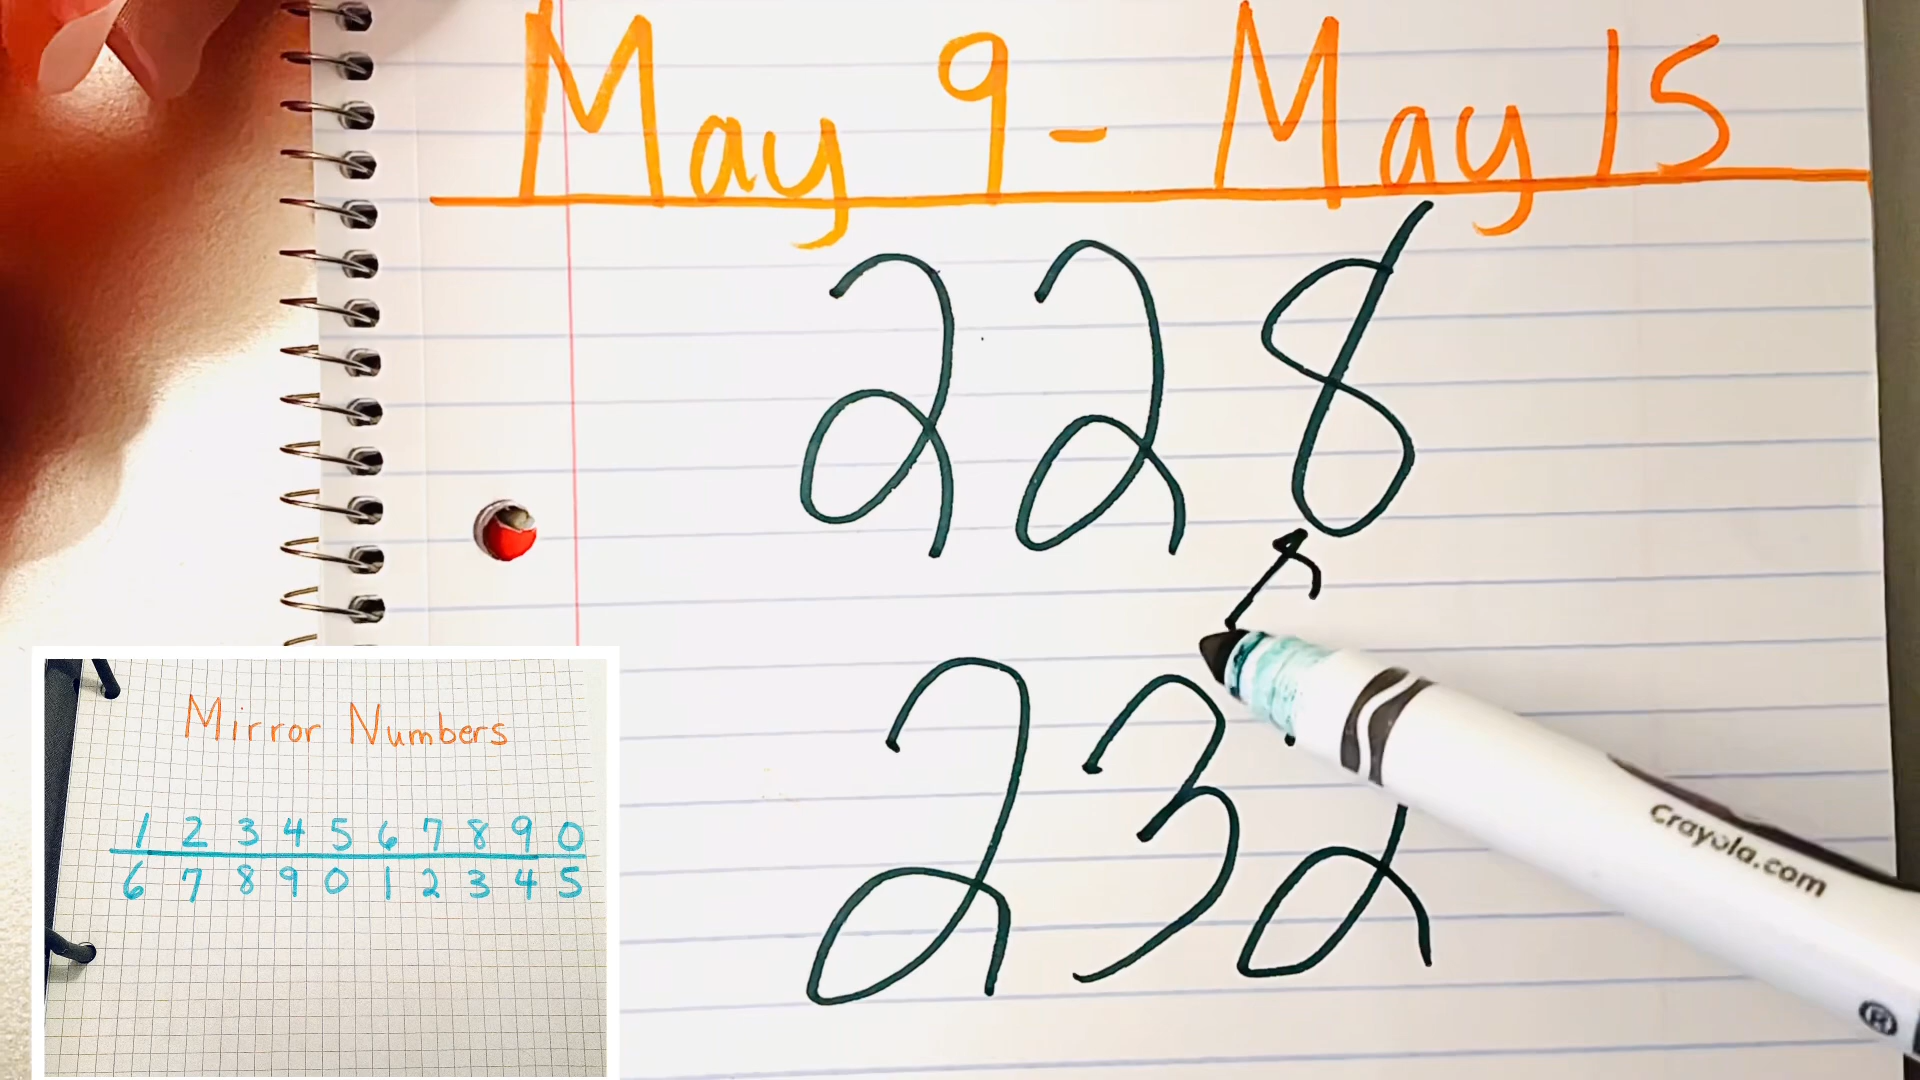 May 9 - May 15
228
232
Crayola.com
®
Mirror Numbers
1 2 3 4 5 6 7 8 9 0
6 7 8 9 0 1 2 3 4 5